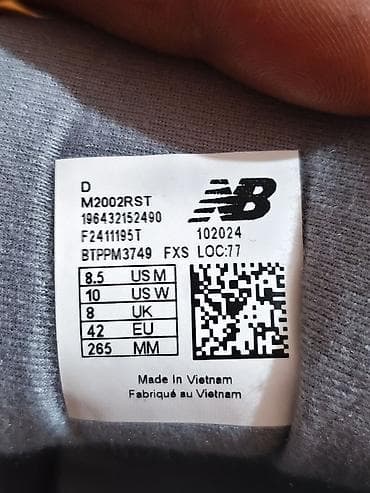 D
M2002RST
NB
196432152490
F2411195T 102024
BTPPM3749 FXS LOC:77
8.5 US M
10 US W
8 UK
42 EU
265 MM
Made In Vietnam
Fabriqué au Vietnam